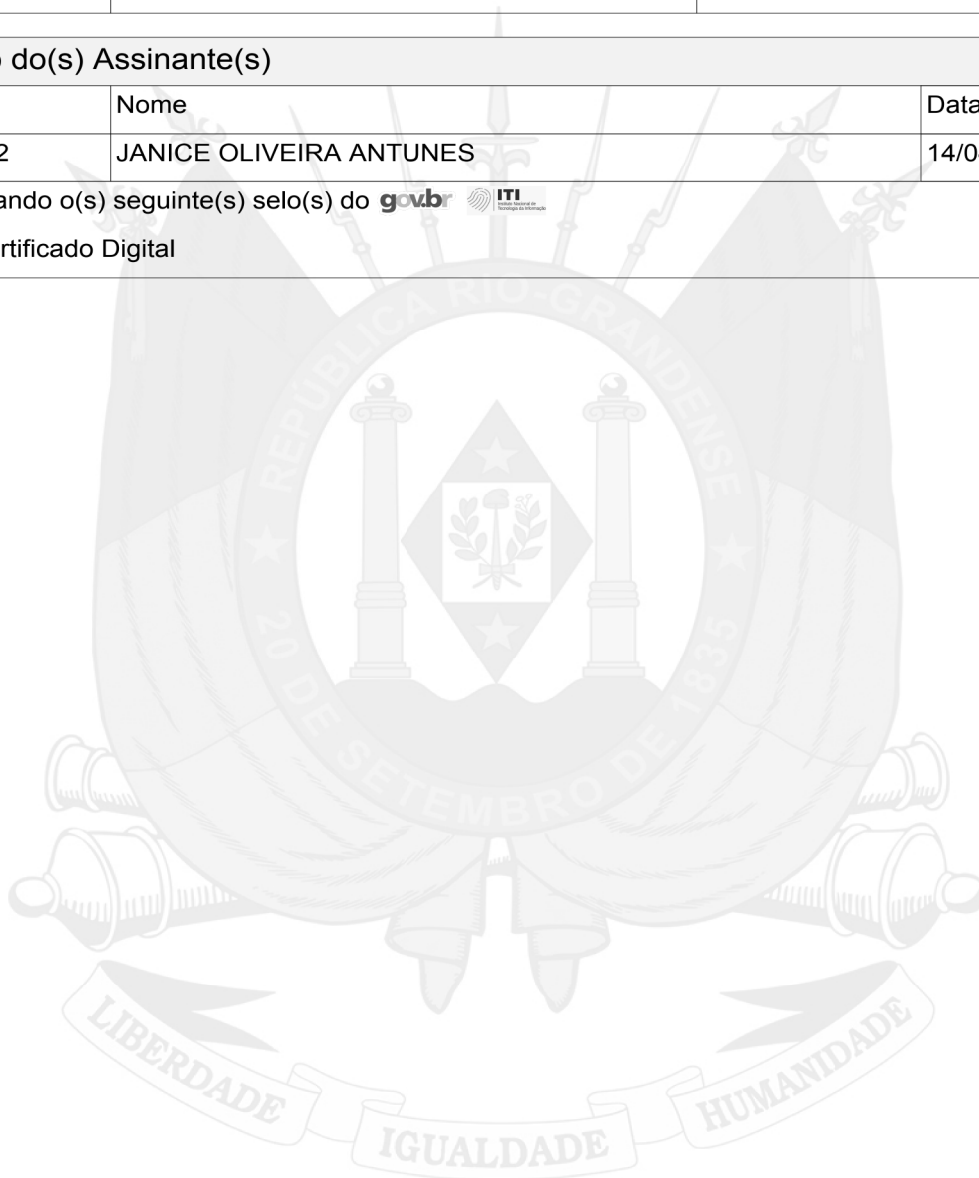 do(s) Assinante(s)
Nome Data
2 JANICE OLIVEIRA ANTUNES 14/0
ando o(s) seguinte(s) selo(s) do gov.br ITI
rtificado Digital
REPÚBLICA RIO-GRANDENSE
20 DE SETEMBRO DE 1835
LIBERDADE IGUALDADE HUMANIDADE